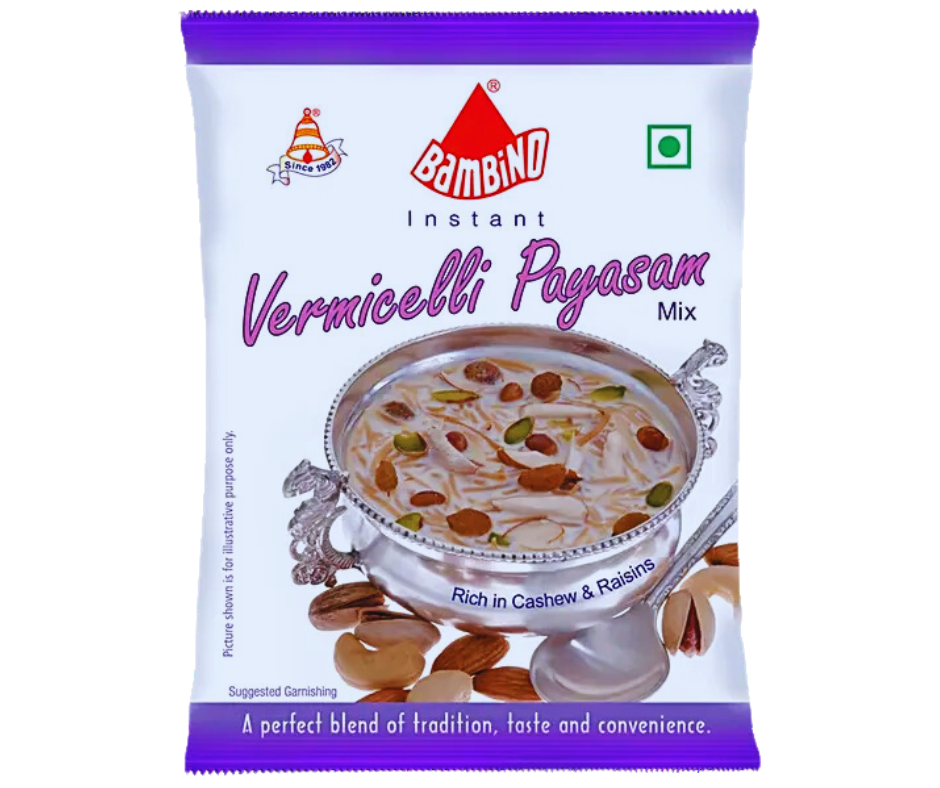 Since 1982
®
BAMBINO
®
Instant
Vermicelli Payasam
Mix
Rich in Cashew & Raisins
Picture shown is for illustrative purpose only.
Suggested Garnishing
A perfect blend of tradition, taste and convenience.